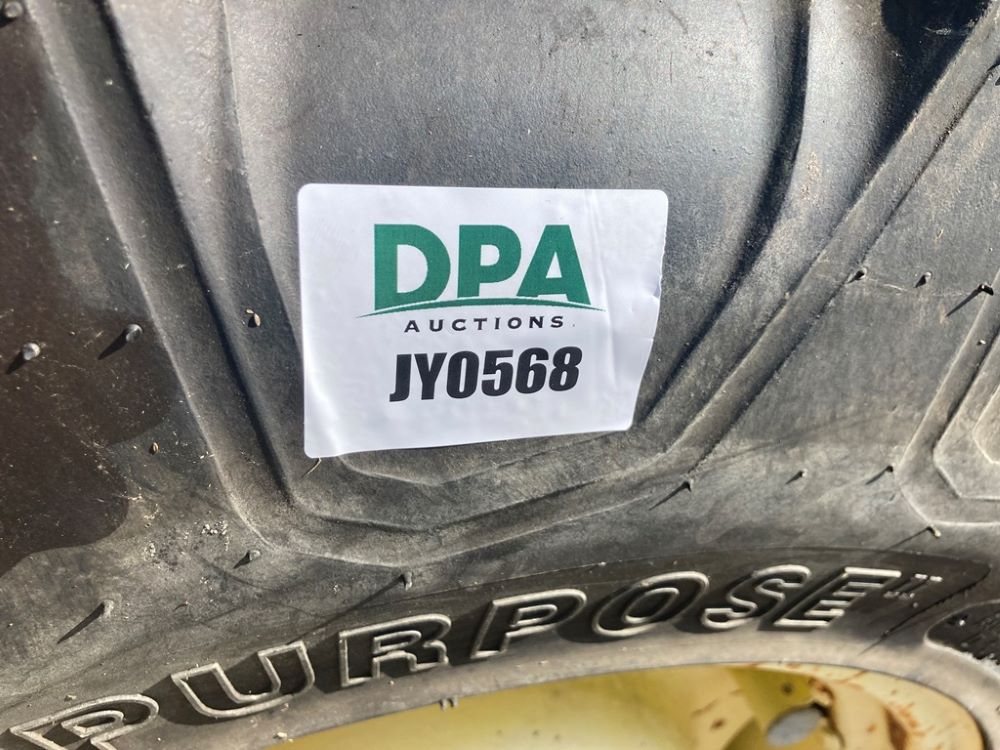 DPA
AUCTIONS
JY0568
PURPOSE